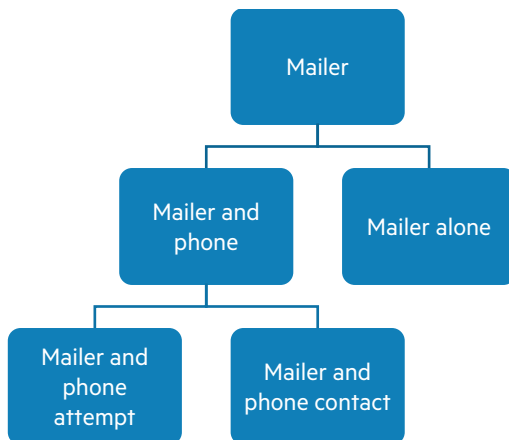 Mailer
Mailer and
phone
Mailer alone
Mailer and
phone
attempt
Mailer and
phone contact